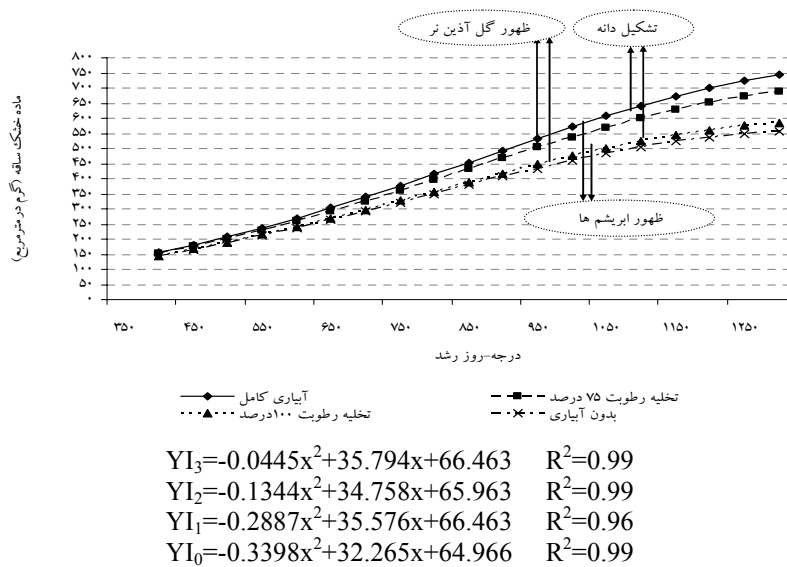 ظهور گل آذین نر
تشکیل دانه
۸۰۰
۷۵۰
۷۰۰
۶۵۰
۶۰۰
۵۵۰
۵۰۰
۴۵۰
۴۰۰
۳۵۰
۳۰۰
۲۵۰
۲۰۰
۱۵۰
۱۰۰
۵۰
۰
ماده خشک ساقه (گرم در مترمربع)
ظهور ابریشم ها
۳۵۰ ۴۵۰ ۵۵۰ ۶۵۰ ۷۵۰ ۸۵۰ ۹۵۰ ۱۰۵۰ ۱۱۵۰ ۱۲۵۰
درجه-روز رشد
آبیاری کامل
تخلیه رطوبت ۷۵ درصد
تخلیه رطوبت ۱۰۰درصد
بدون آبیاری
YI₃=-0.0445x²+35.794x+66.463 R²=0.99
YI₂=-0.1344x²+34.758x+65.963 R²=0.99
YI₁=-0.2887x²+35.576x+66.463 R²=0.96
YI₀=-0.3398x²+32.265x+64.966 R²=0.99